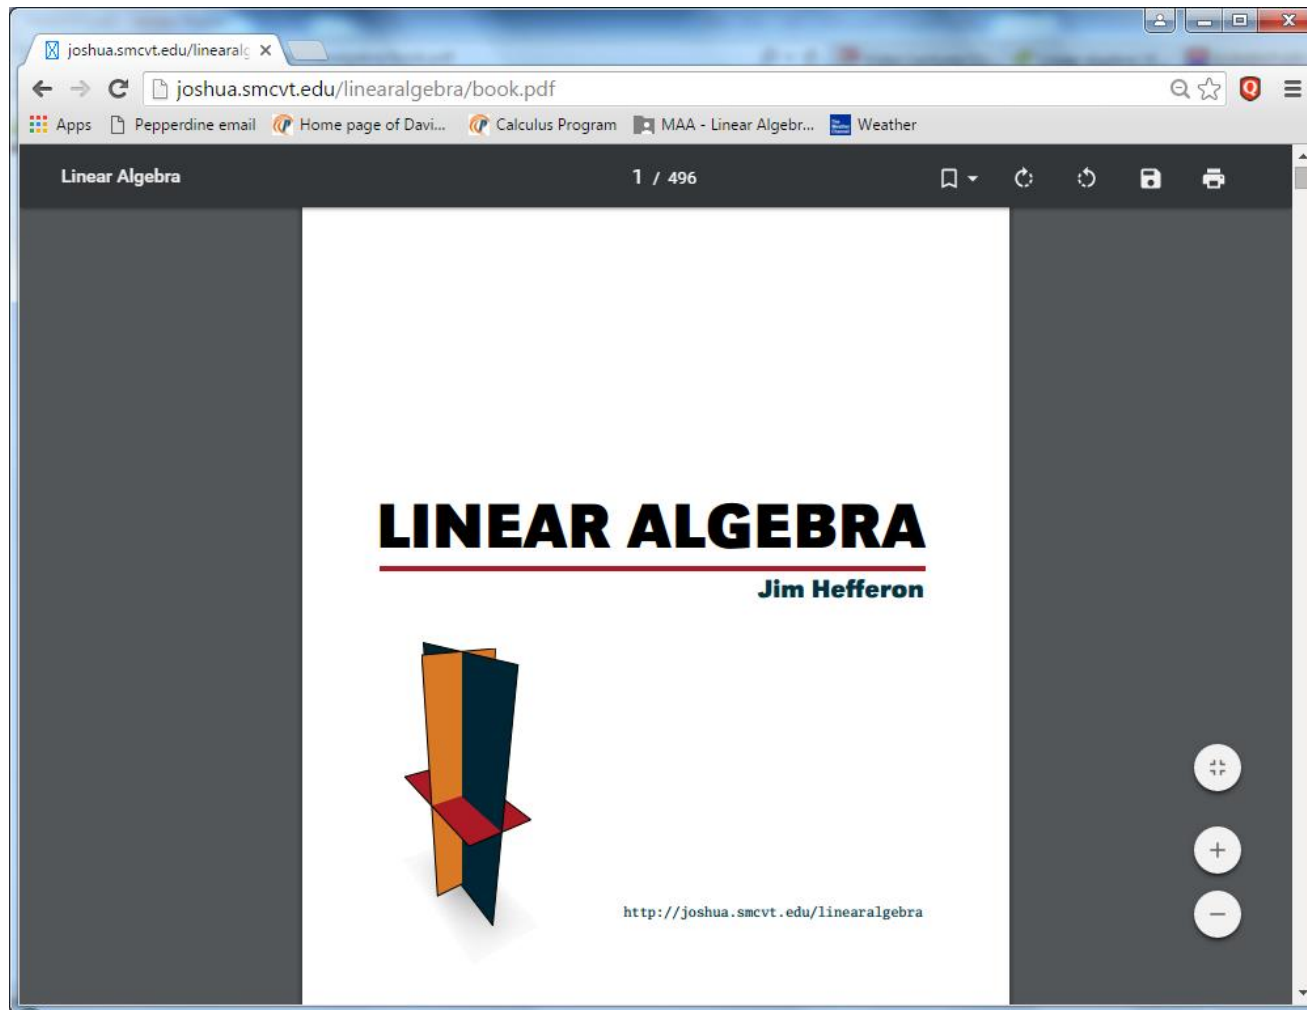 joshua.smcvt.edu/linearalg
joshua.smcvt.edu/linearalgebra/book.pdf
Apps Pepperdine email Home page of Davi... Calculus Program MAA - Linear Algebr... Weather
Linear Algebra 1 / 496
LINEAR ALGEBRA
Jim Hefferon
http://joshua.smcvt.edu/linearalgebra